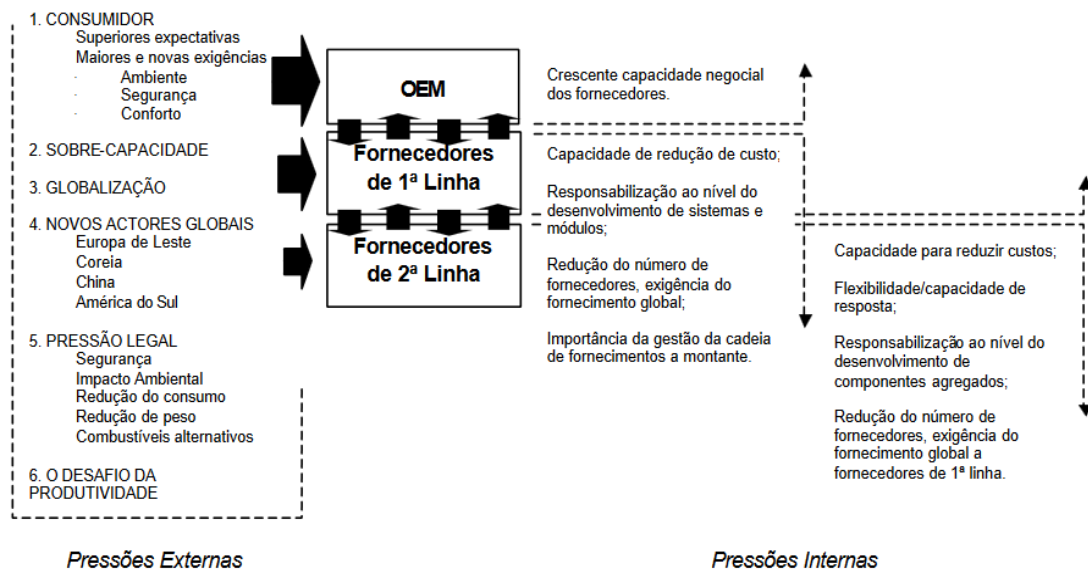 1. CONSUMIDOR
Superiores expectativas
Maiores e novas exigências
· Ambiente
· Segurança
· Conforto
2. SOBRE-CAPACIDADE
3. GLOBALIZAÇÃO
4. NOVOS ACTORES GLOBAIS
Europa de Leste
Coreia
China
América do Sul
5. PRESSÃO LEGAL
Segurança
Impacto Ambiental
Redução do consumo
Redução de peso
Combustíveis alternativos
6. O DESAFIO DA
PRODUTIVIDADE
OEM
Fornecedores
de 1ª Linha
Fornecedores
de 2ª Linha
Crescente capacidade negocial
dos fornecedores.
Capacidade de redução de custo;
Responsabilização ao nível do
desenvolvimento de sistemas e
módulos;
Redução do número de
fornecedores, exigência do
fornecimento global;
Importância da gestão da cadeia
de fornecimentos a montante.
Capacidade para reduzir custos;
Flexibilidade/capacidade de
resposta;
Responsabilização ao nível do
desenvolvimento de
componentes agregados;
Redução do número de
fornecedores, exigência do
fornecimento global a
fornecedores de 1ª linha.
Pressões Externas
Pressões Internas